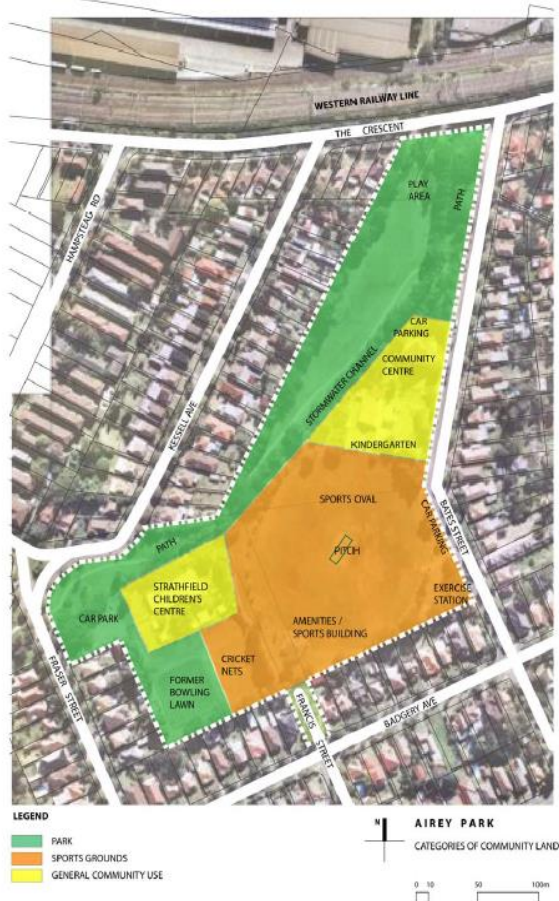 WESTERN RAILWAY LINE
THE CRESCENT
HAMPSTEAG RD
PLAY
AREA
PATH
CAR
PARKING
COMMUNITY
CENTRE
STORMWATER CHANNEL
KESSELL AVE
KINDERGARTEN
SPORTS OVAL
CAR PARKING
BATES STREET
PITCIH
PATH
STRATHFIELD
CHILDREN'S
CENTRE
EXERCISE
STATION
CAR PARK
AMENITIES /
SPORTS BUILDING
CRICKET
NETS
FORMER
BOWLING
LAWN
FRASER STREET
FRANCIS
STREET
BADGERY AVE
LEGEND
PARK
SPORTS GROUNDS
GENERAL COMMUNITY USE
N
AIREY PARK
CATEGORIES OF COMMUNITY LAND
0 10 50 100m